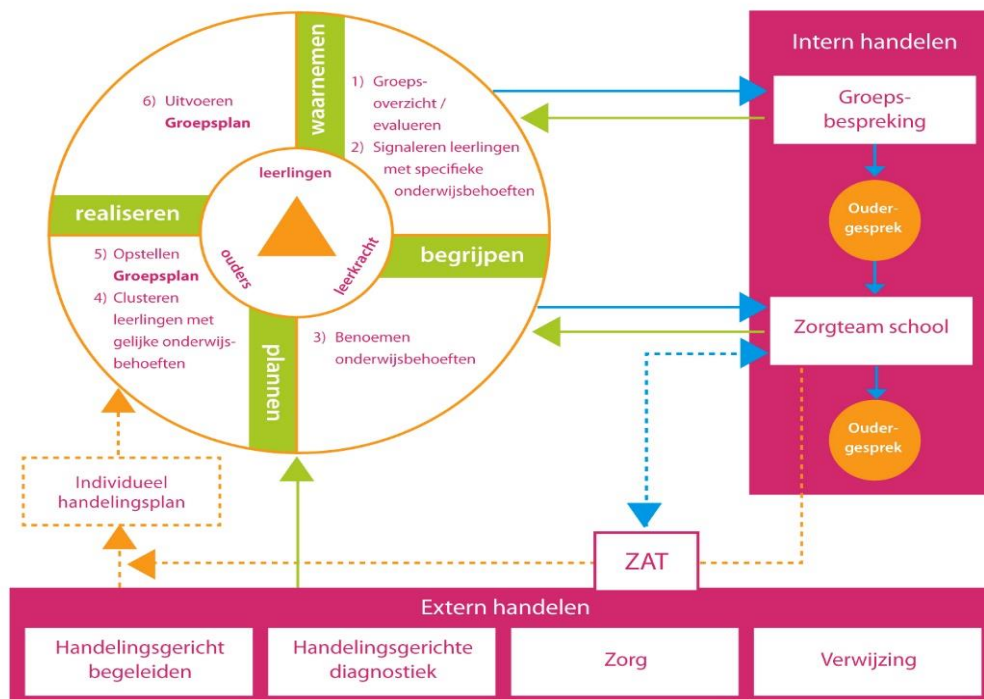 waarnemen
1) Groeps-
overzicht /
evalueren
2) Signaleren leerlingen
met specifieke
onderwijsbehoeften
begrijpen
3) Benoemen
onderwijsbehoeften
plannen
5) Opstellen
Groepsplan
4) Clusteren
leerlingen met
gelijke onderwijs-
behoeften
realiseren
6) Uitvoeren
Groepsplan
leerlingen
ouders
leerkracht
Intern handelen
Groeps-
bespreking
Ouder-
gesprek
Zorgteam school
Ouder-
gesprek
Individueel
handelingsplan
ZAT
Extern handelen
Handelingsgericht
begeleiden
Handelingsgerichte
diagnostiek
Zorg
Verwijzing